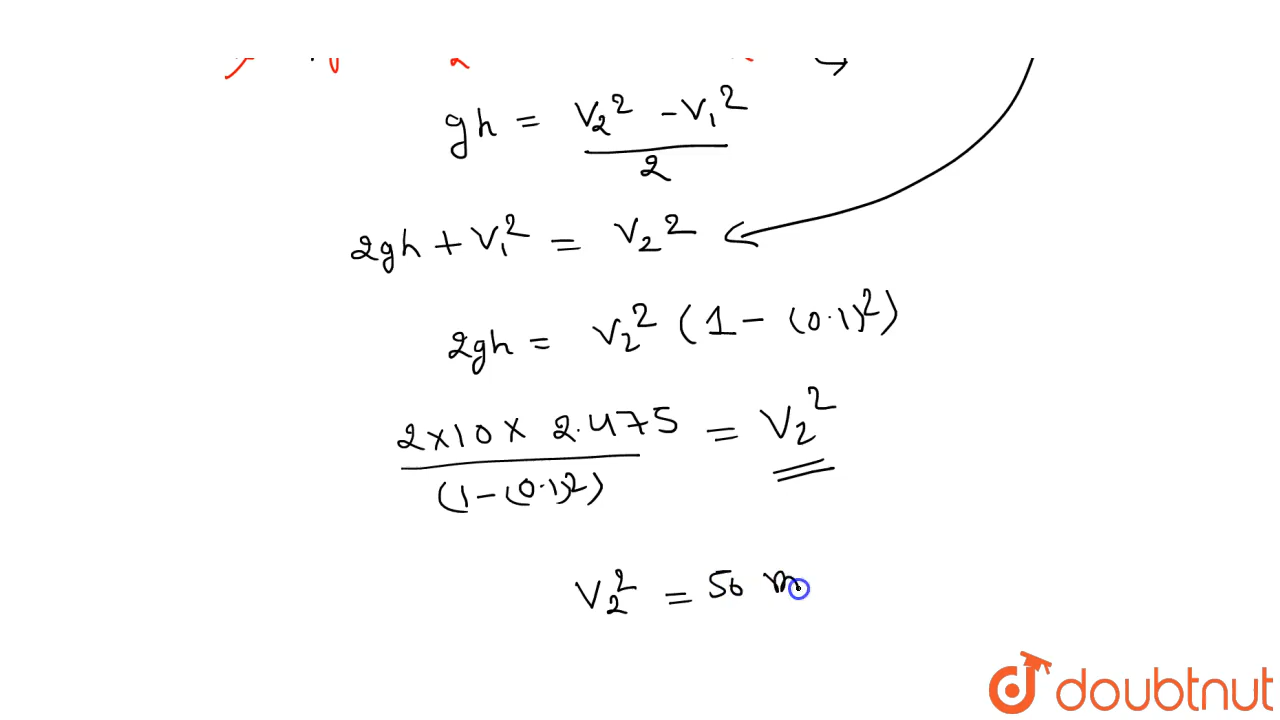 gh = V₂² - V₁² / 2
2gh + V₁² = V₂²
2gh = V₂² (1 - (0.1)²)
2×10× 2.475 / (1-(0.1)²) = V₂²
V₂² = 50 m
doubtnut